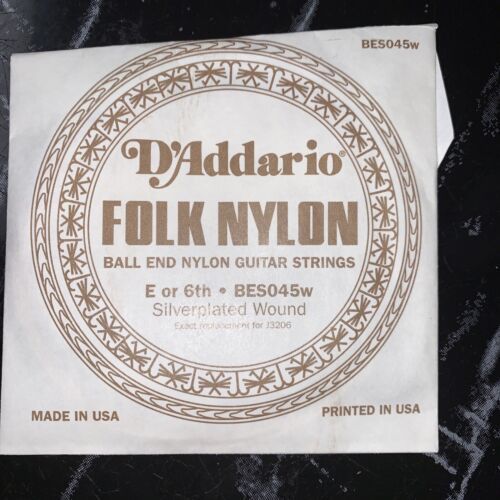 BES045w
D'Addario®
FOLK NYLON
BALL END NYLON GUITAR STRINGS
E or 6th • BES045w
Silverplated Wound
Exact replacement for J3206
MADE IN USA
PRINTED IN USA